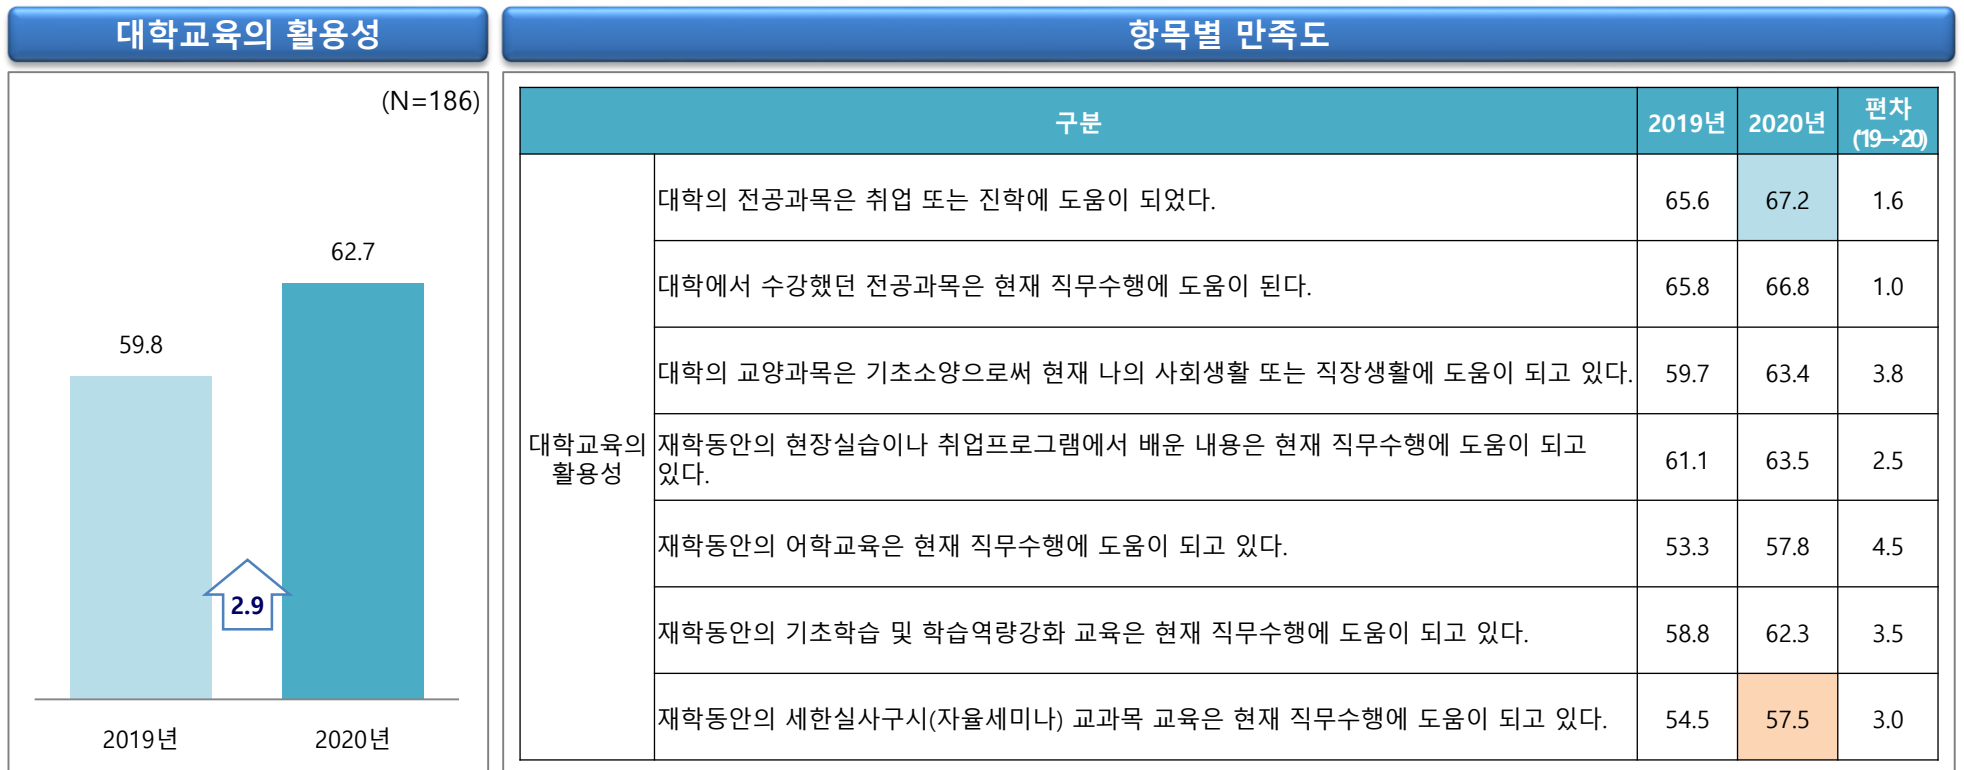 대학교육의 활용성
(N=186)
62.7
59.8
2.9
2019년 2020년
항목별 만족도
구분 2019년 2020년 편차
('19→'20)
대학교육의
활용성
대학의 전공과목은 취업 또는 진학에 도움이 되었다. 65.6 67.2 1.6
대학에서 수강했던 전공과목은 현재 직무수행에 도움이 된다. 65.8 66.8 1.0
대학의 교양과목은 기초소양으로써 현재 나의 사회생활 또는 직장생활에 도움이 되고 있다. 59.7 63.4 3.8
재학동안의 현장실습이나 취업프로그램에서 배운 내용은 현재 직무수행에 도움이 되고
있다. 61.1 63.5 2.5
재학동안의 어학교육은 현재 직무수행에 도움이 되고 있다. 53.3 57.8 4.5
재학동안의 기초학습 및 학습역량강화 교육은 현재 직무수행에 도움이 되고 있다. 58.8 62.3 3.5
재학동안의 세한실사구시(자율세미나) 교과목 교육은 현재 직무수행에 도움이 되고 있다. 54.5 57.5 3.0